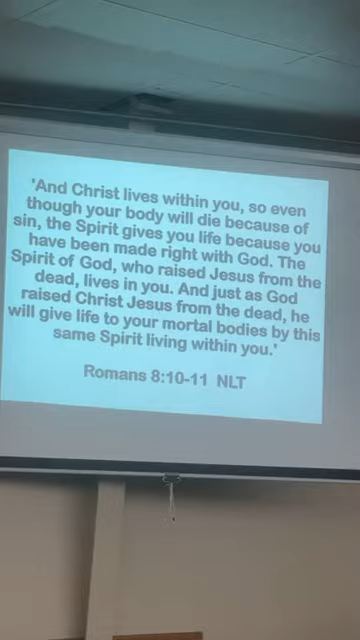 'And Christ lives within you, so even
though your body will die because of
sin, the Spirit gives you life because you
have been made right with God. The
Spirit of God, who raised Jesus from the
dead, lives in you. And just as God
raised Christ Jesus from the dead, he
will give life to your mortal bodies by this
same Spirit living within you.'
Romans 8:10-11 NLT